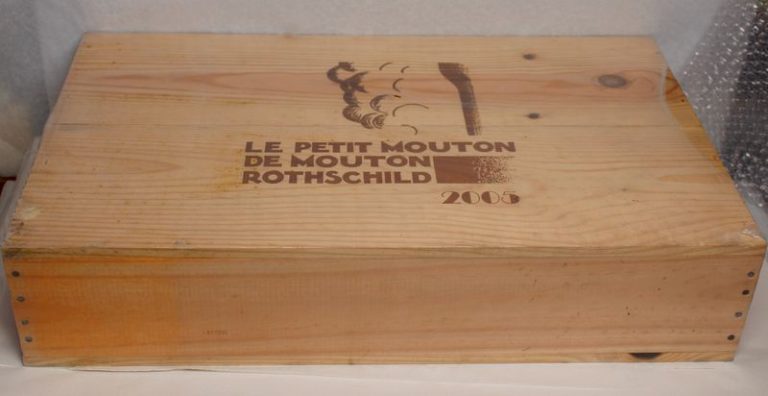 LE PETIT MOUTON
DE MOUTON
ROTHSCHILD
2005